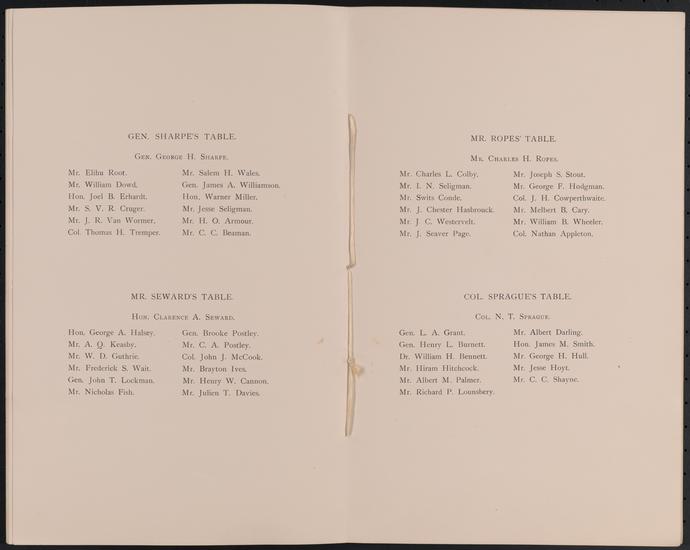 GEN. SHARPE'S TABLE.
GEN. GEORGE H. SHARPE.
Mr. Elihu Root. Mr. Salem H. Wales.
Mr. William Dowd. Gen. James A. Williamson.
Hon. Joel B. Erhardt. Hon. Warner Miller.
Mr. S. V. R. Cruger. Mr. Jesse Seligman.
Mr. J. R. Van Wormer. Mr. H. O. Armour.
Col. Thomas H. Tremper. Mr. C. C. Beaman.
MR. SEWARD'S TABLE.
HON. CLARENCE A. SEWARD.
Hon. George A. Halsey. Gen. Brooke Postley.
Mr. A. Q. Keasby. Mr. C. A. Postley.
Mr. W. D. Guthrie. Col. John J. McCook.
Mr. Frederick S. Wait. Mr. Brayton Ives.
Gen. John T. Lockman. Mr. Henry W. Cannon.
Mr. Nicholas Fish. Mr. Julien T. Davies.
MR. ROPES' TABLE.
MR. CHARLES H. ROPES.
Mr. Charles L. Colby. Mr. Joseph S. Stout.
Mr. I. N. Seligman. Mr. George F. Hodgman.
Mr. Swits Conde. Col. J. H. Cowperthwaite.
Mr. J. Chester Hasbrouck. Mr. Melbert B. Cary.
Mr. J C. Westervelt. Mr. William B. Wheeler.
Mr. J. Seaver Page. Col. Nathan Appleton.
COL. SPRAGUE'S TABLE.
COL. N. T. SPRAGUE.
Gen. L. A. Grant. Mr. Albert Darling.
Gen. Henry L. Burnett. Hon. James M. Smith.
Dr. William H. Bennett. Mr. George H. Hull.
Mr. Hiram Hitchcock. Mr. Jesse Hoyt.
Mr. Albert M. Palmer. Mr. C. C. Shayne.
Mr. Richard P. Lounsbery.